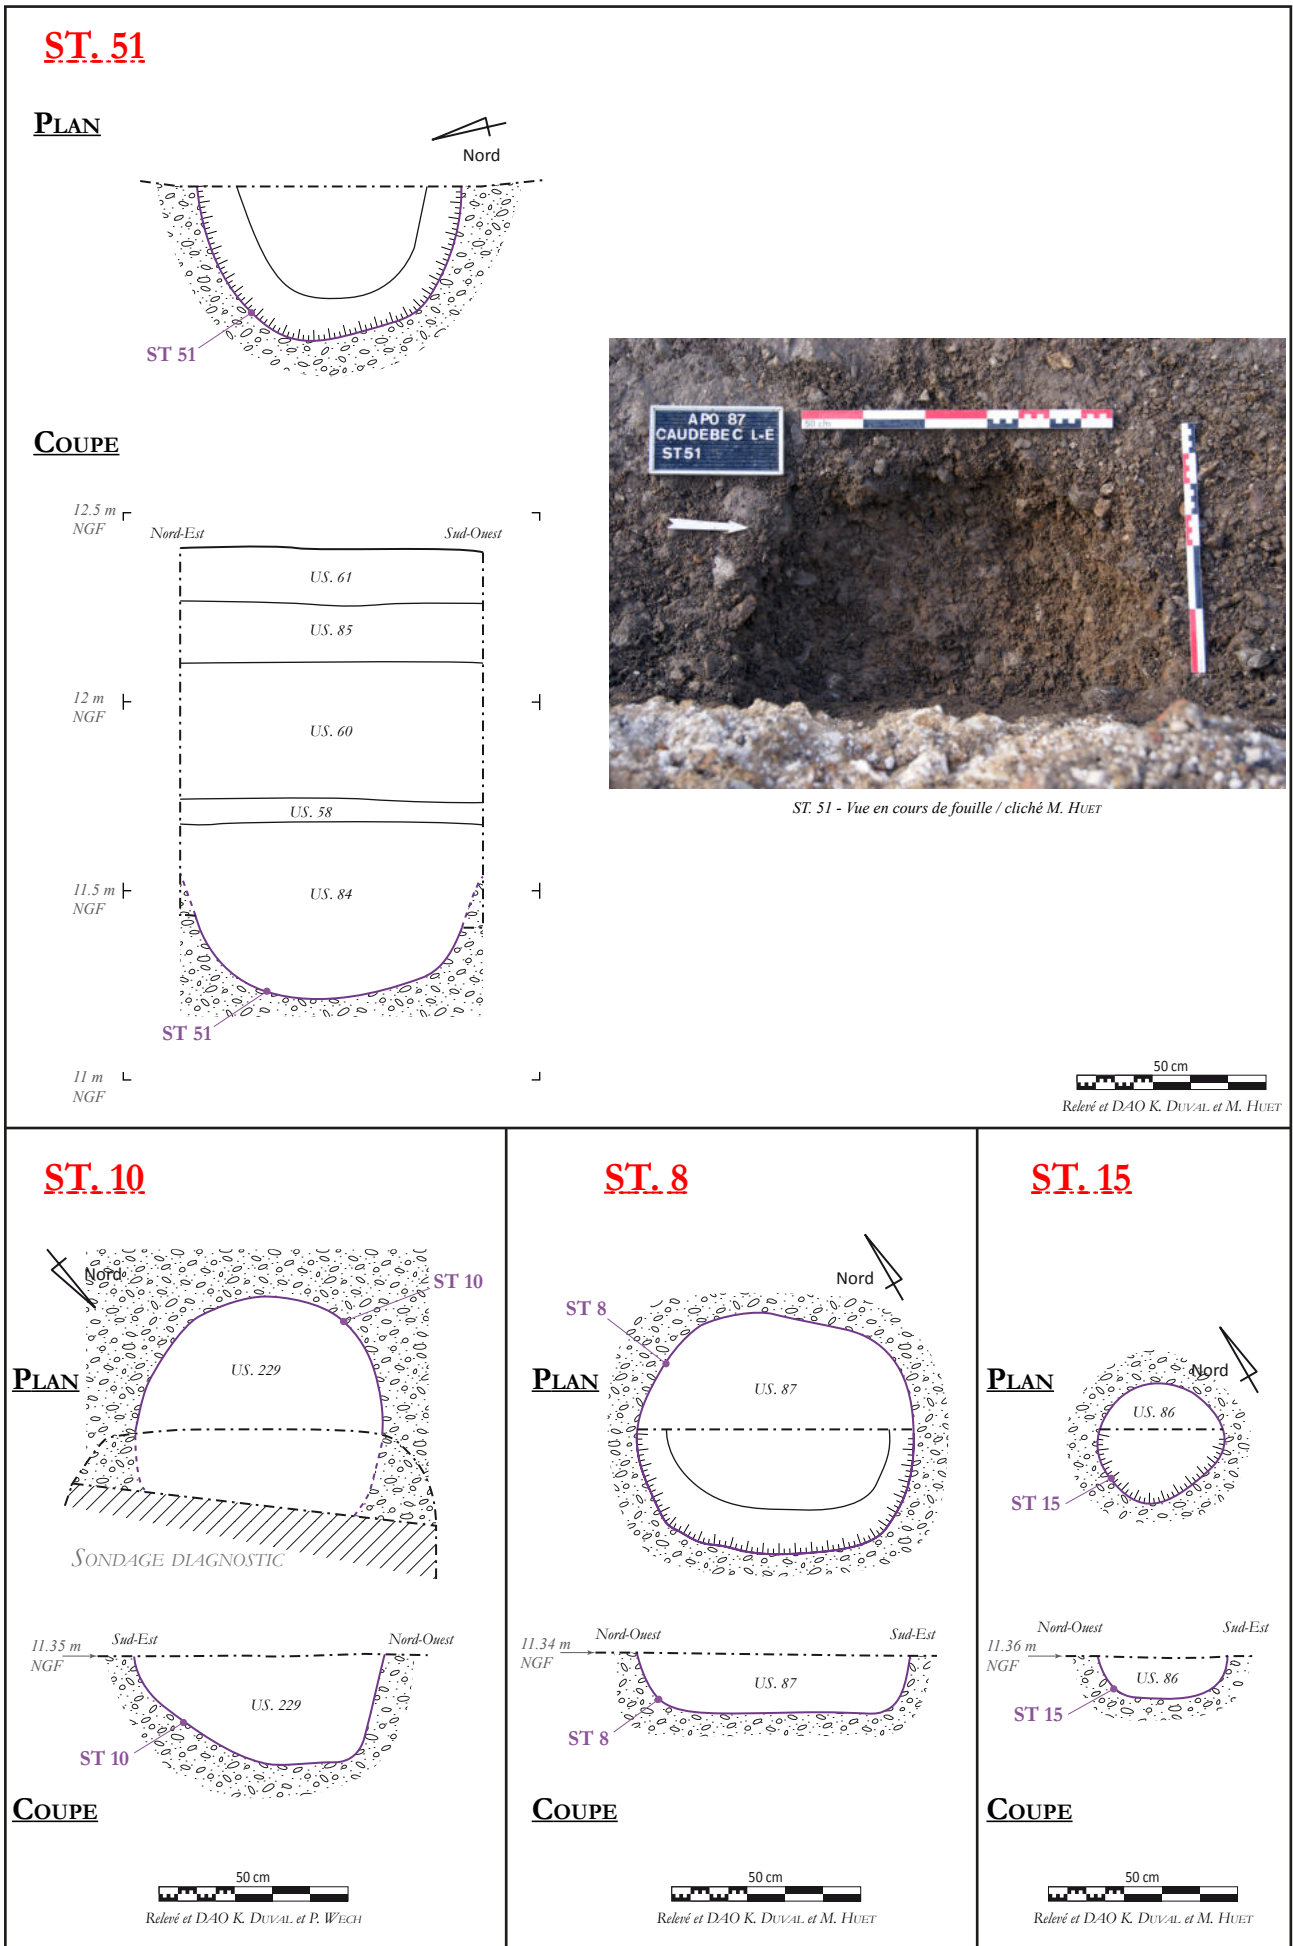 ST. 51
PLAN
Nord
ST 51
COUPE
12.5 m
NGF
Nord-Est
Sud-Ouest
US. 61
US. 85
12 m
NGF
US. 60
US. 58
11.5 m
NGF
US. 84
ST 51
11 m
NGF
APO 87
CAUDEBEC L-E
ST51
50 cm
ST. 51 - Vue en cours de fouille / cliché M. HUET
50 cm
Relevé et DAO K. DUVAL et M. HUET
ST. 10
Nord
ST 10
PLAN
US. 229
SONDAGE DIAGNOSTIC
11.35 m
NGF
Sud-Est
Nord-Ouest
US. 229
ST 10
COUPE
50 cm
Relevé et DAO K. DUVAL et P. WECH
ST. 8
Nord
ST 8
PLAN
US. 87
11.34 m
NGF
Nord-Ouest
Sud-Est
US. 87
ST 8
COUPE
50 cm
Relevé et DAO K. DUVAL et M. HUET
ST. 15
Nord
PLAN
US. 86
ST 15
11.36 m
NGF
Nord-Ouest
Sud-Est
US. 86
ST 15
COUPE
50 cm
Relevé et DAO K. DUVAL et M. HUET